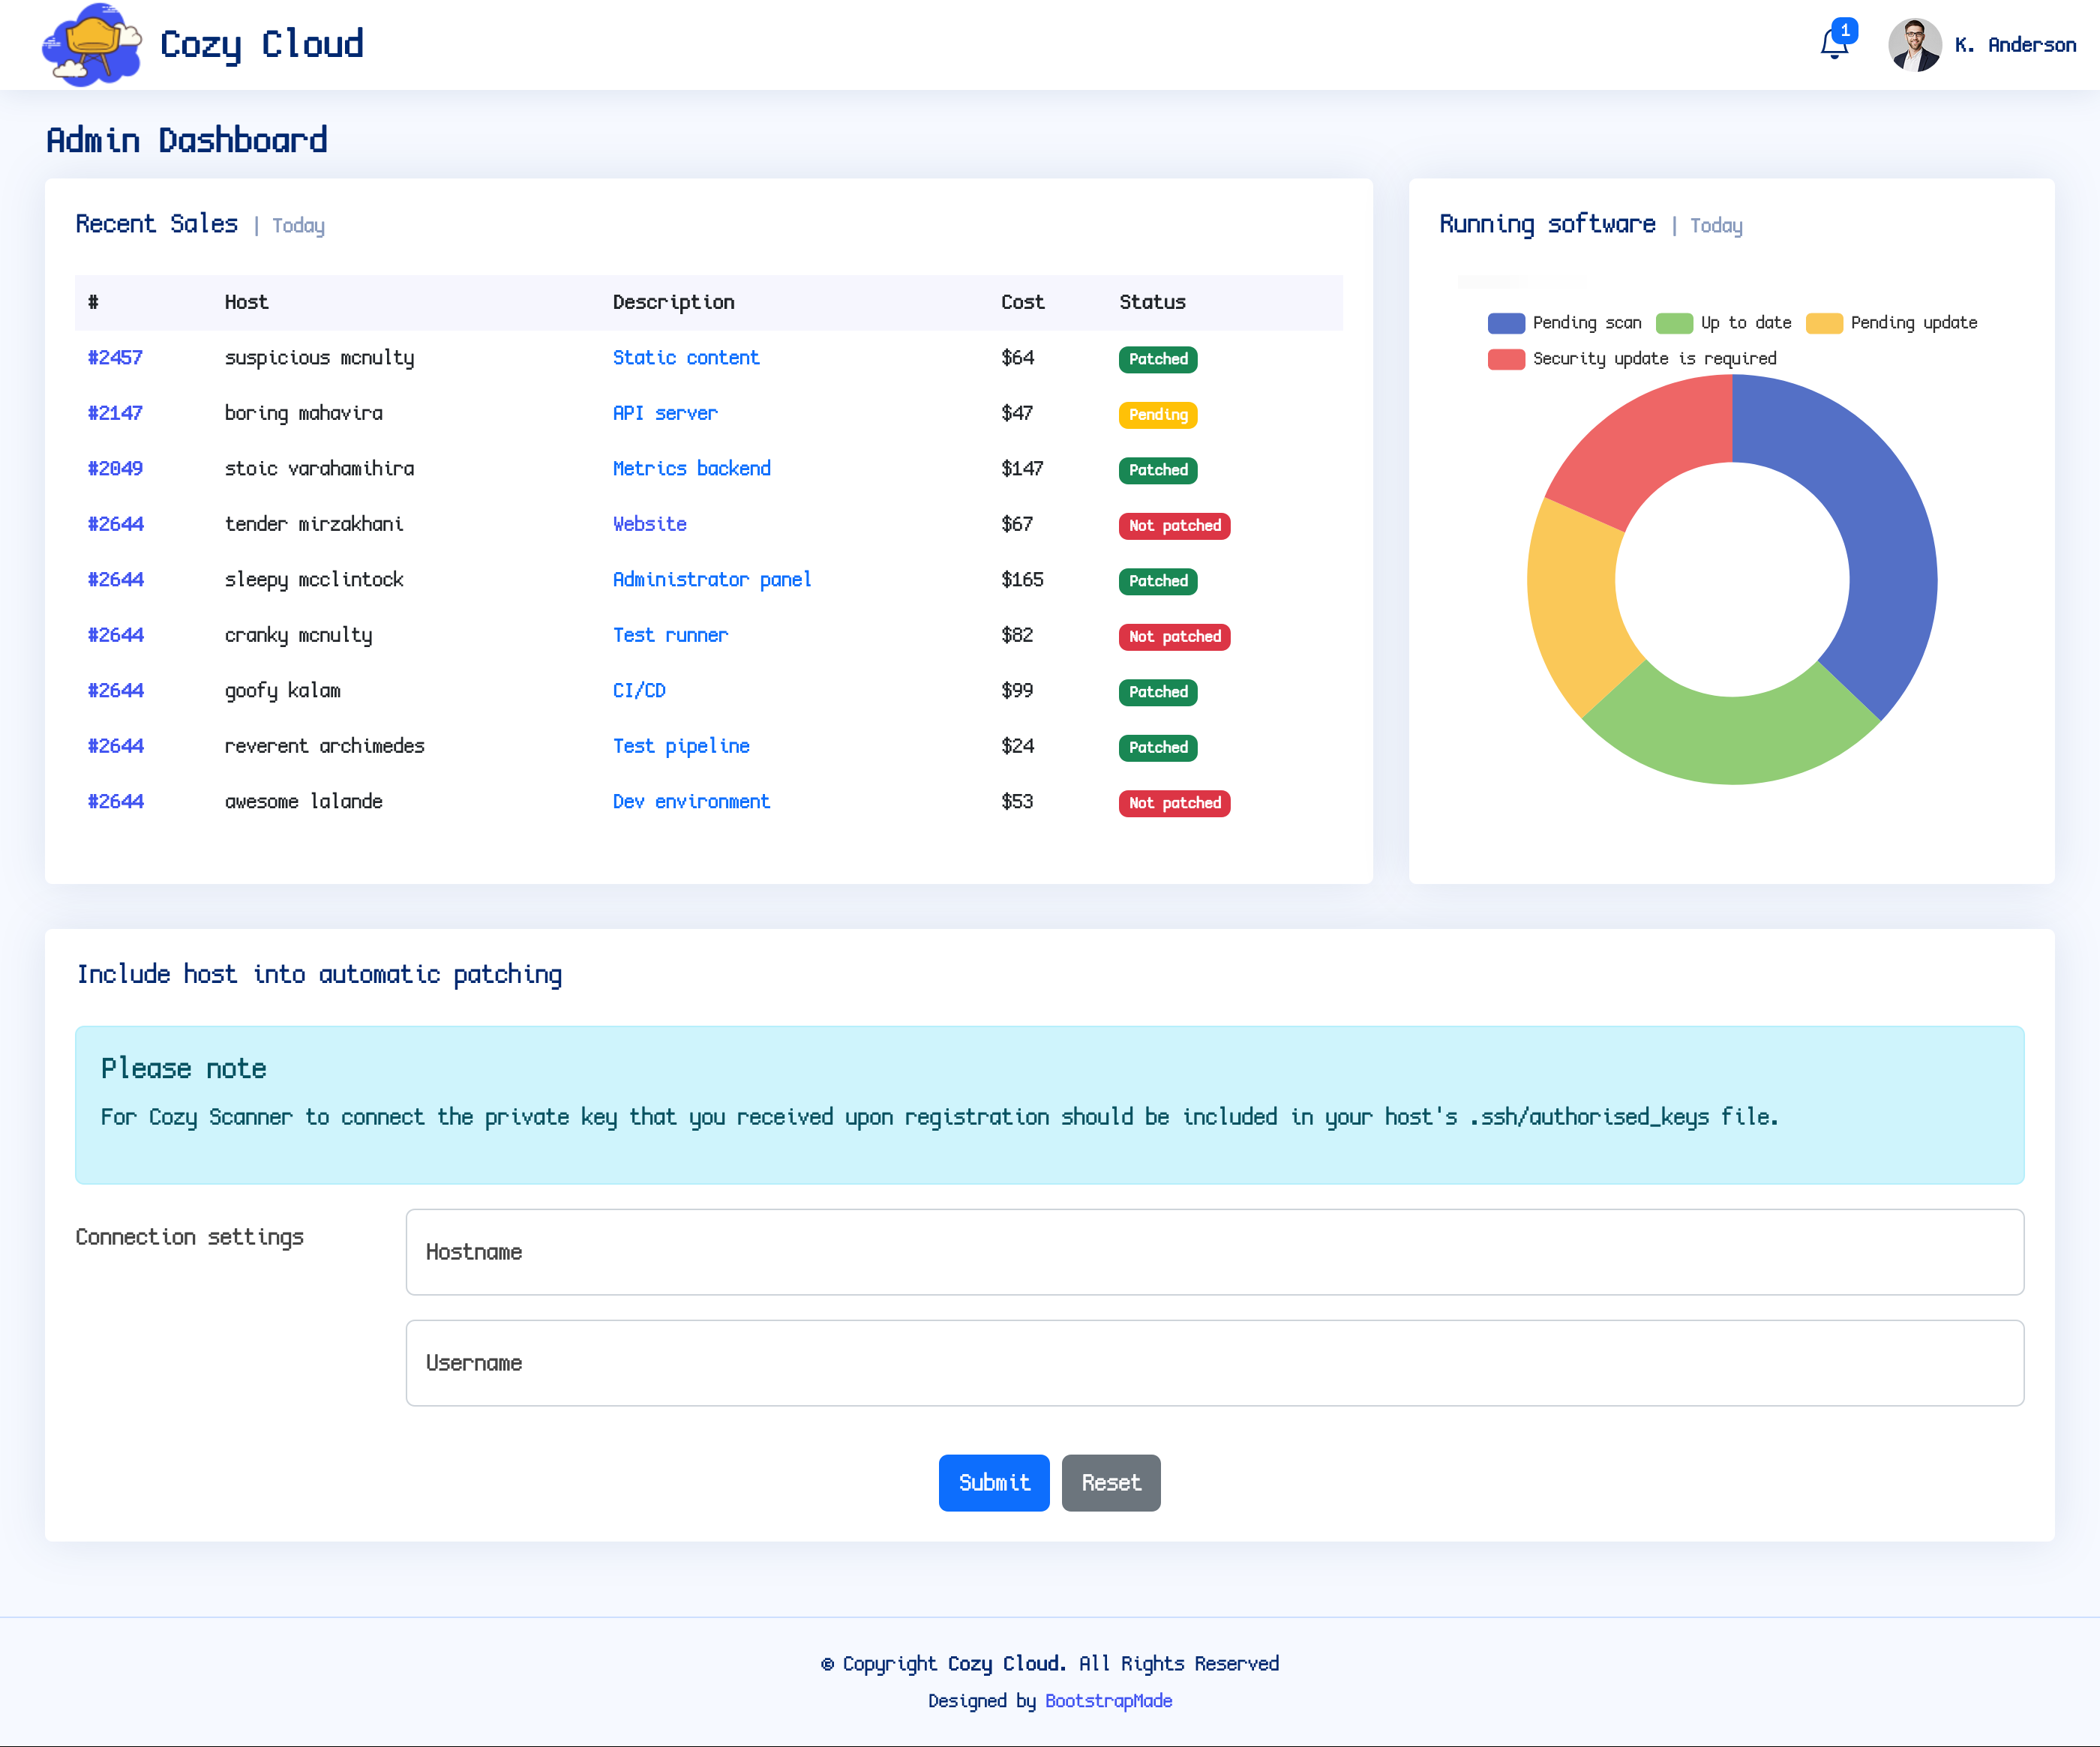 Cozy Cloud
1
K. Anderson
Admin Dashboard
Recent Sales | Today
# Host Description Cost Status
#2457 suspicious mcnulty Static content $64 Patched
#2147 boring mahavira API server $47 Pending
#2049 stoic varahamihira Metrics backend $147 Patched
#2644 tender mirzakhani Website $67 Not patched
#2644 sleepy mcclintock Administrator panel $165 Patched
#2644 cranky mcnulty Test runner $82 Not patched
#2644 goofy kalam CI/CD $99 Patched
#2644 reverent archimedes Test pipeline $24 Patched
#2644 awesome lalande Dev environment $53 Not patched
Running software | Today
Pending scan Up to date Pending update
Security update is required
Include host into automatic patching
Please note
For Cozy Scanner to connect the private key that you received upon registration should be included in your host's .ssh/authorised_keys file.
Connection settings
Hostname
Username
Submit Reset
© Copyright Cozy Cloud. All Rights Reserved
Designed by BootstrapMade